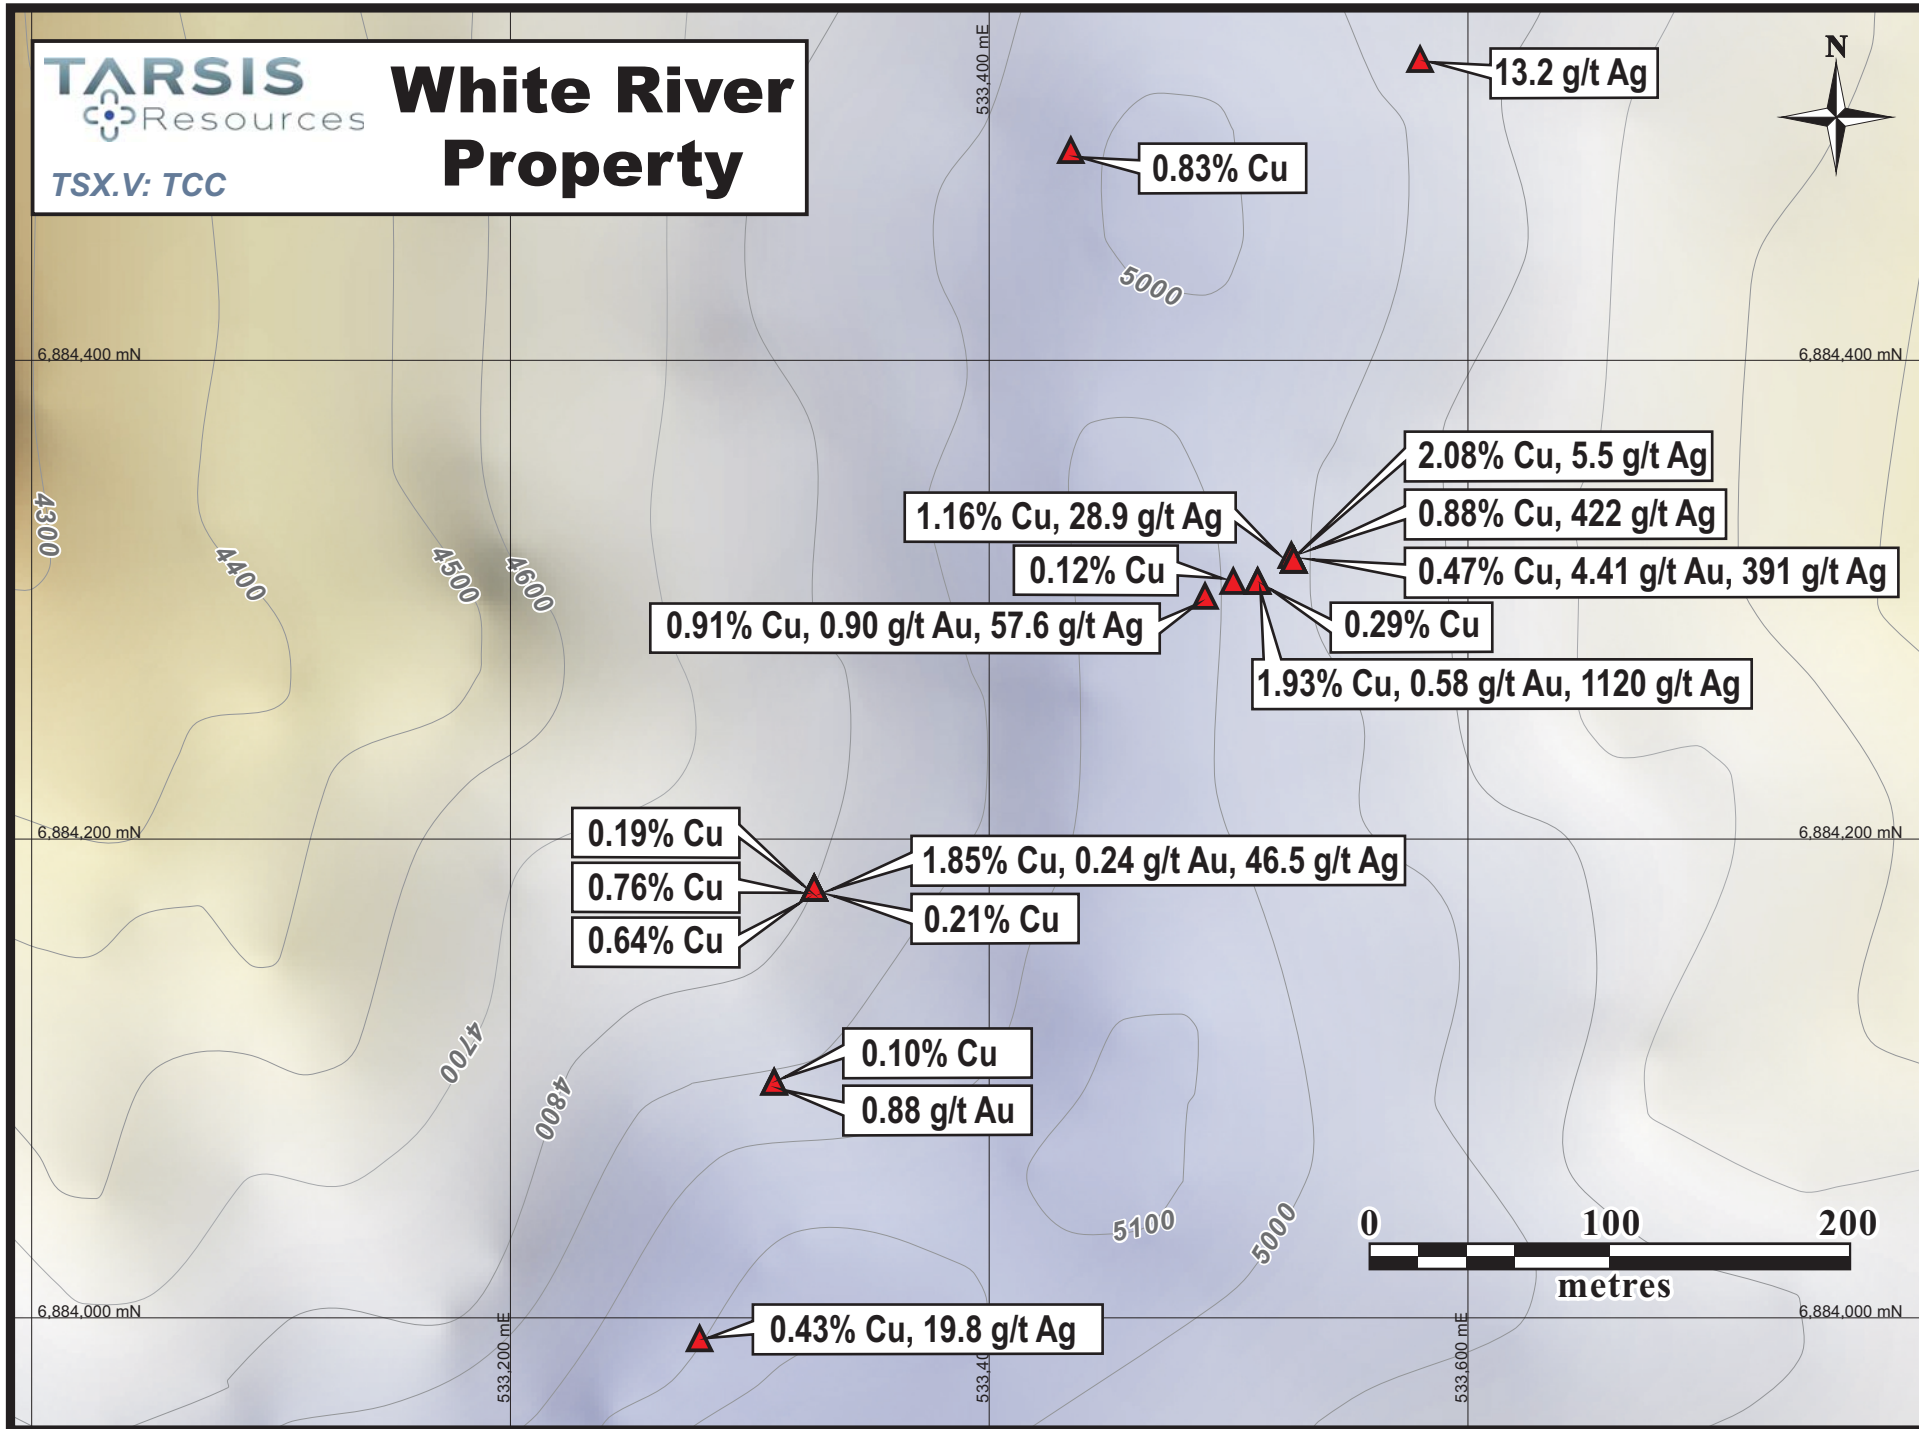 TARSIS
Resources
TSX.V: TCC
White River
Property
533,400 mE
N
13.2 g/t Ag
0.83% Cu
5000
6,884,400 mN
6,884,400 mN
2.08% Cu, 5.5 g/t Ag
1.16% Cu, 28.9 g/t Ag
0.88% Cu, 422 g/t Ag
4300
4400
4500
4600
0.12% Cu
0.47% Cu, 4.41 g/t Au, 391 g/t Ag
0.91% Cu, 0.90 g/t Au, 57.6 g/t Ag
0.29% Cu
1.93% Cu, 0.58 g/t Au, 1120 g/t Ag
6,884,200 mN
6,884,200 mN
0.19% Cu
1.85% Cu, 0.24 g/t Au, 46.5 g/t Ag
0.76% Cu
0.21% Cu
0.64% Cu
4700
4800
0.10% Cu
0.88 g/t Au
5100
5000
0 100 200
metres
6,884,000 mN
6,884,000 mN
0.43% Cu, 19.8 g/t Ag
533,200 mE
533,40
533,600 mE